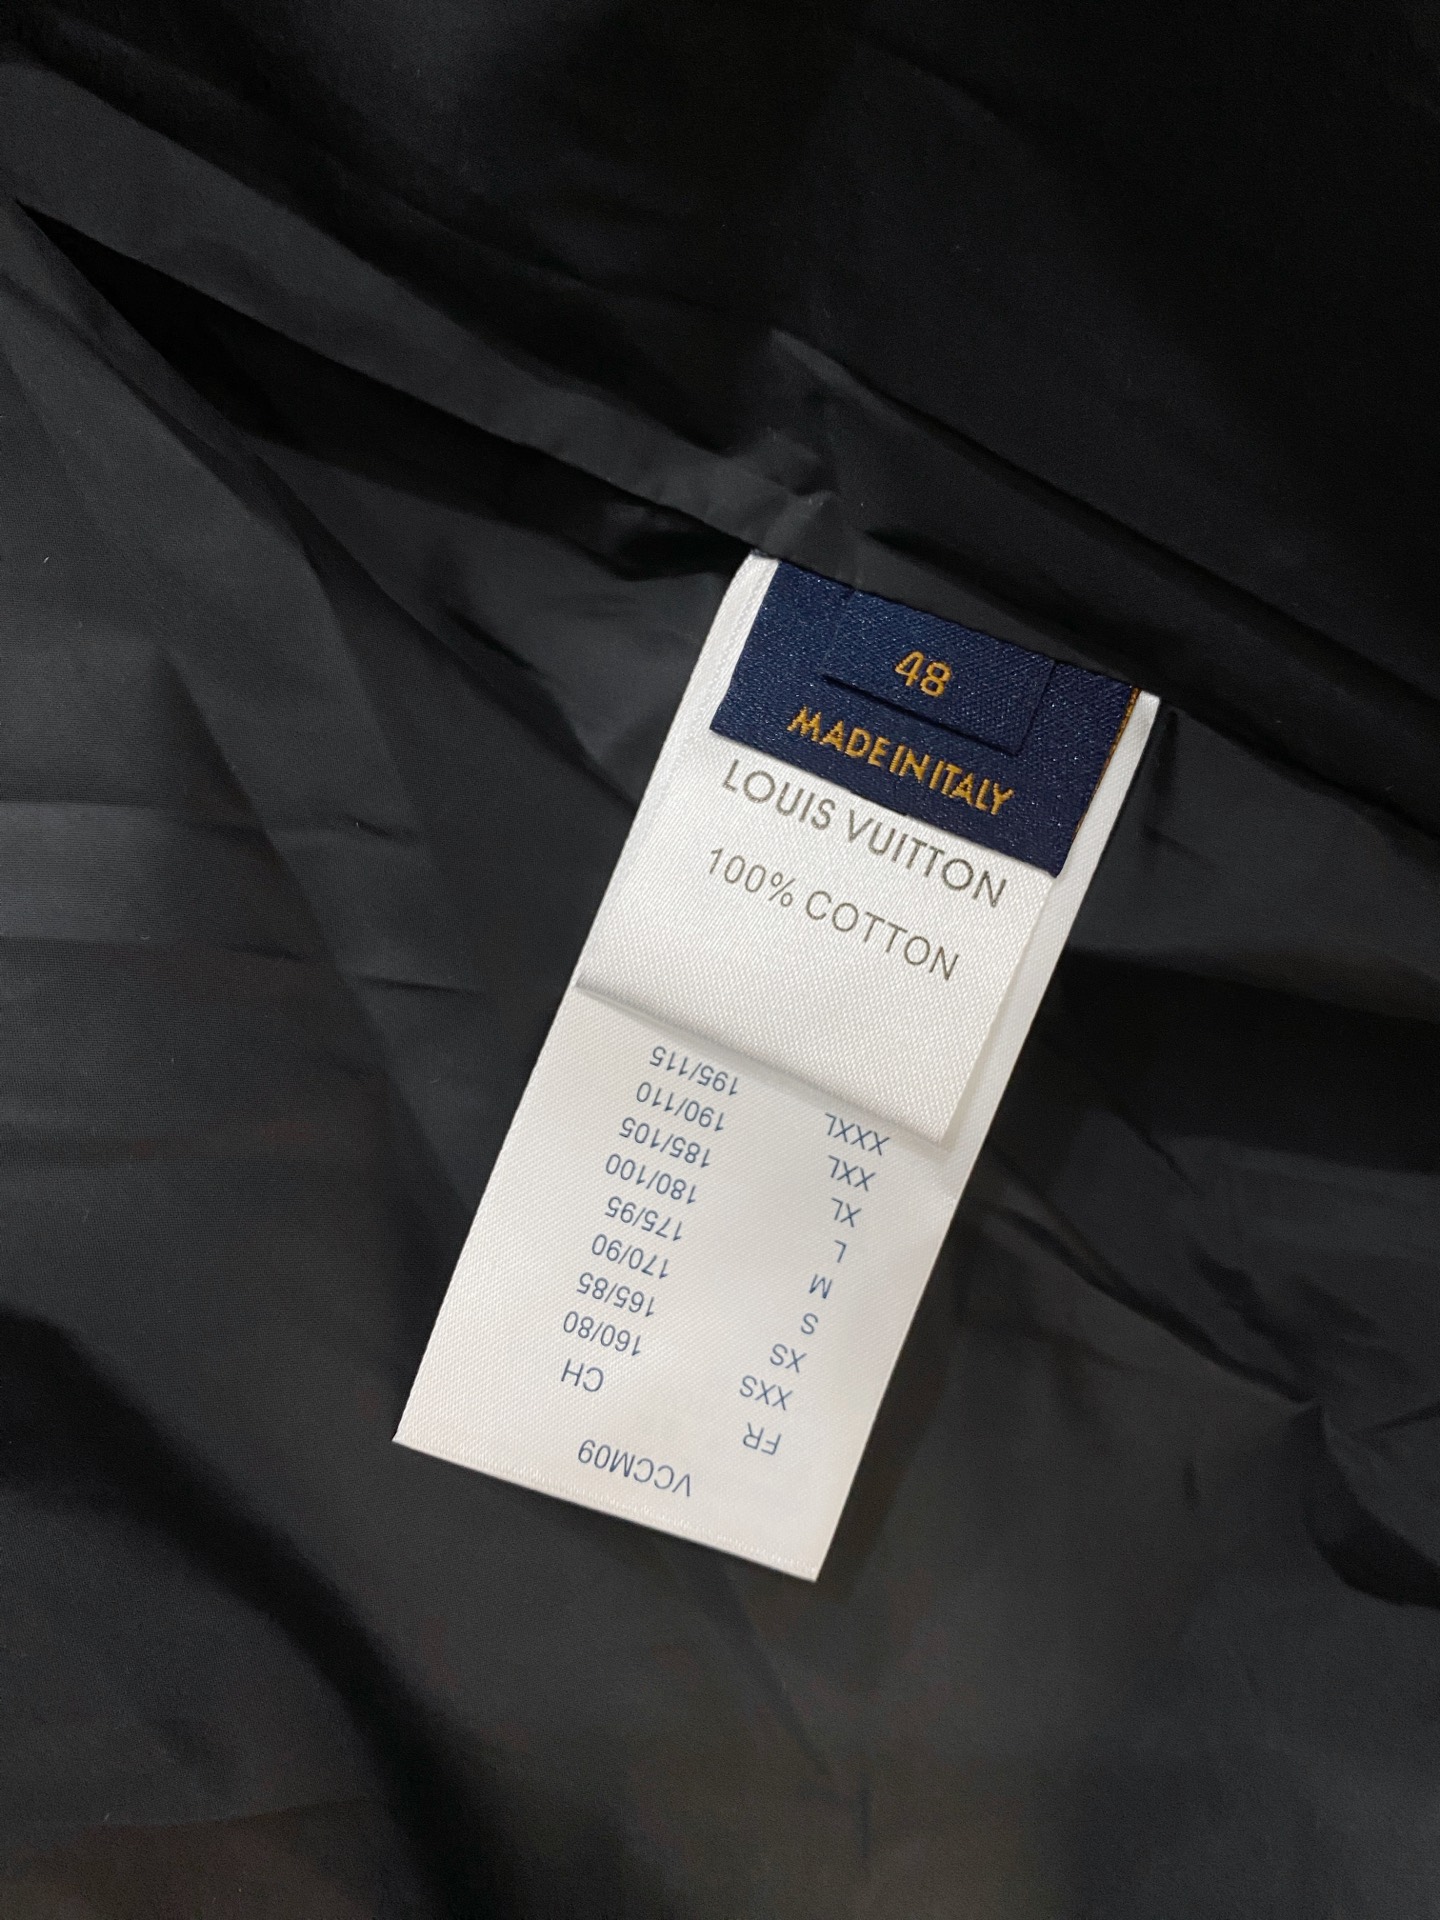 48
MADE IN ITALY
LOUIS VUITTON
100% COTTON
VCCM09
FR CH
XXS 160/80
XS 165/85
S 170/90
M 175/95
L 180/100
XL 185/105
XXL 190/110
XXXL 195/115